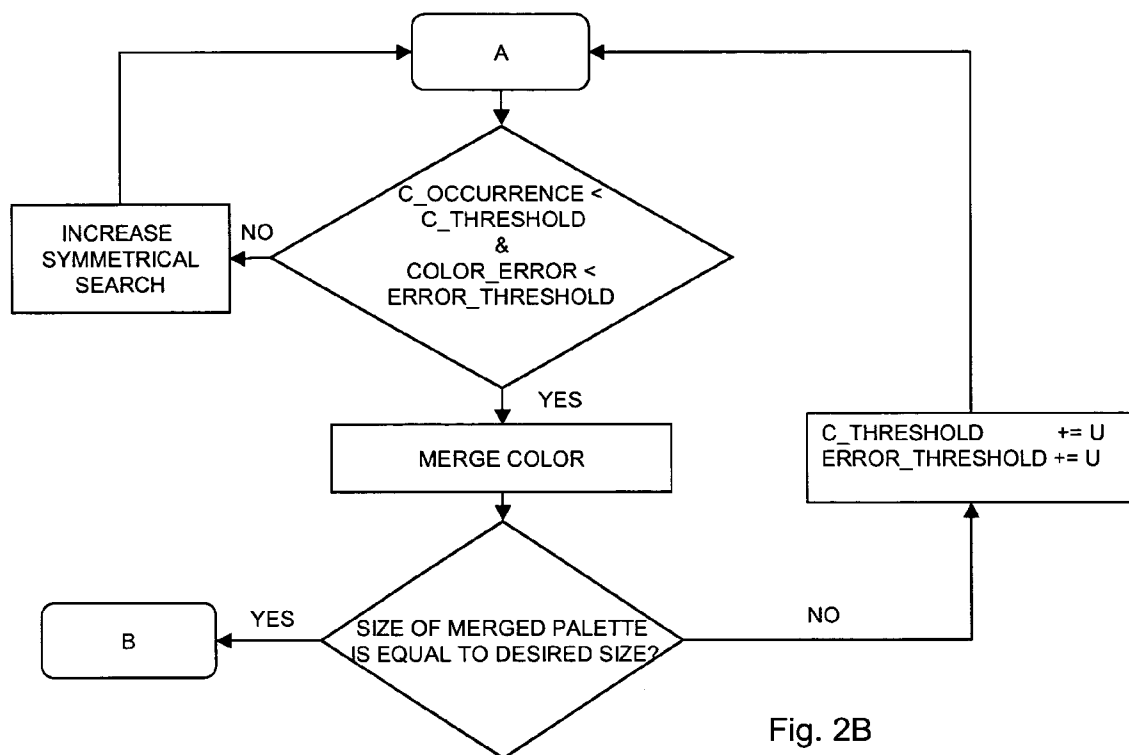 A
C_OCCURRENCE <
C_THRESHOLD
&
COLOR_ERROR <
ERROR_THRESHOLD
NO
INCREASE
SYMMETRICAL
SEARCH
YES
MERGE COLOR
C_THRESHOLD += U
ERROR_THRESHOLD += U
SIZE OF MERGED PALETTE
IS EQUAL TO DESIRED SIZE?
YES
B
NO
Fig. 2B